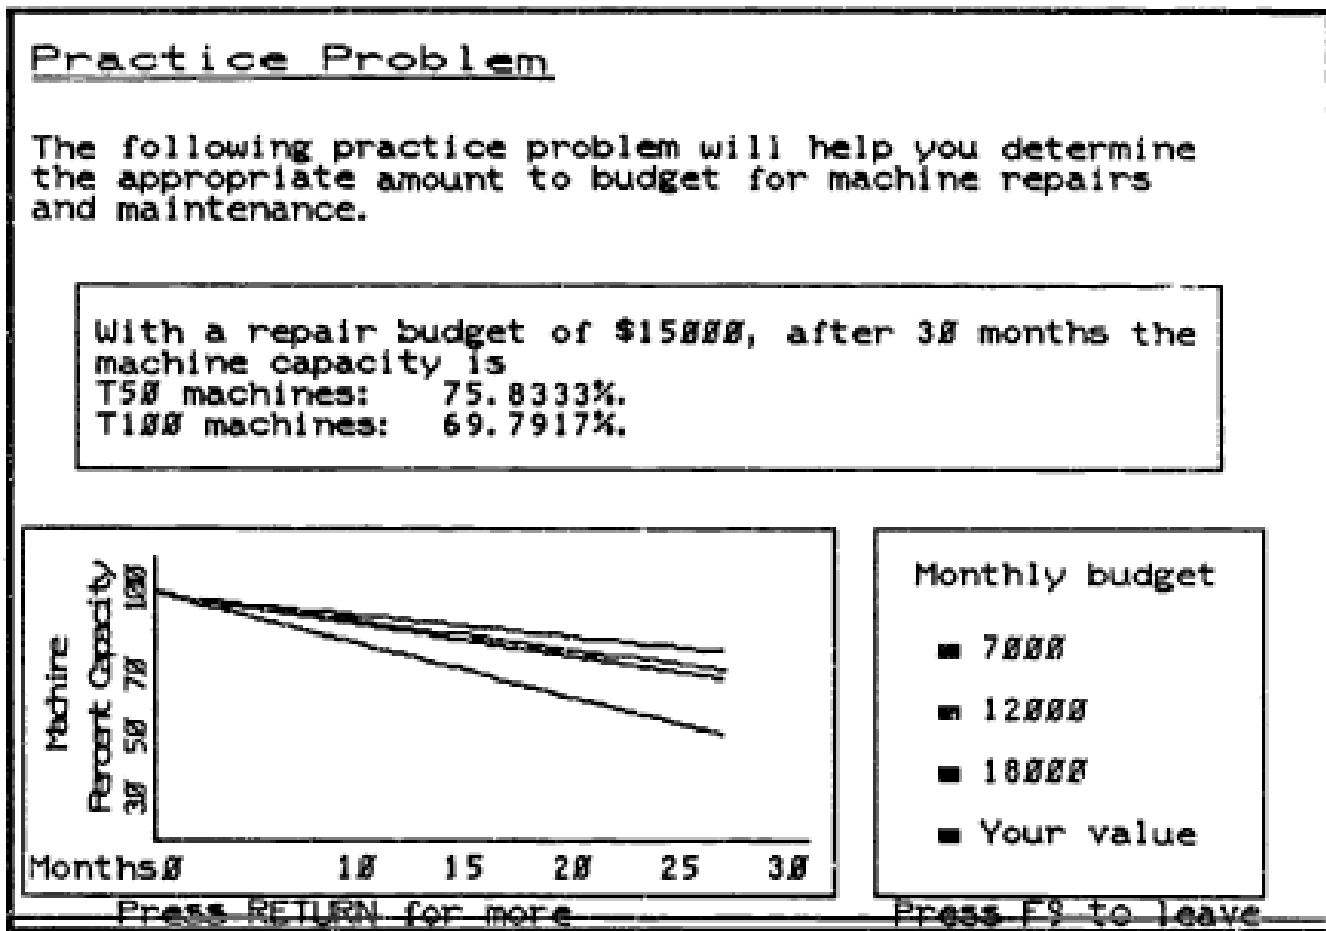 Practice Problem
The following practice problem will help you determine
the appropriate amount to budget for machine repairs
and maintenance.
With a repair budget of $15000, after 30 months the
machine capacity is
T50 machines: 75.8333%.
T100 machines: 69.7917%.
Machine
Percent Capacity
100
70
50
30
Months 0 10 15 20 25 30
Monthly budget
7000
12000
18000
Your value
Press RETURN for more
Press F9 to leave